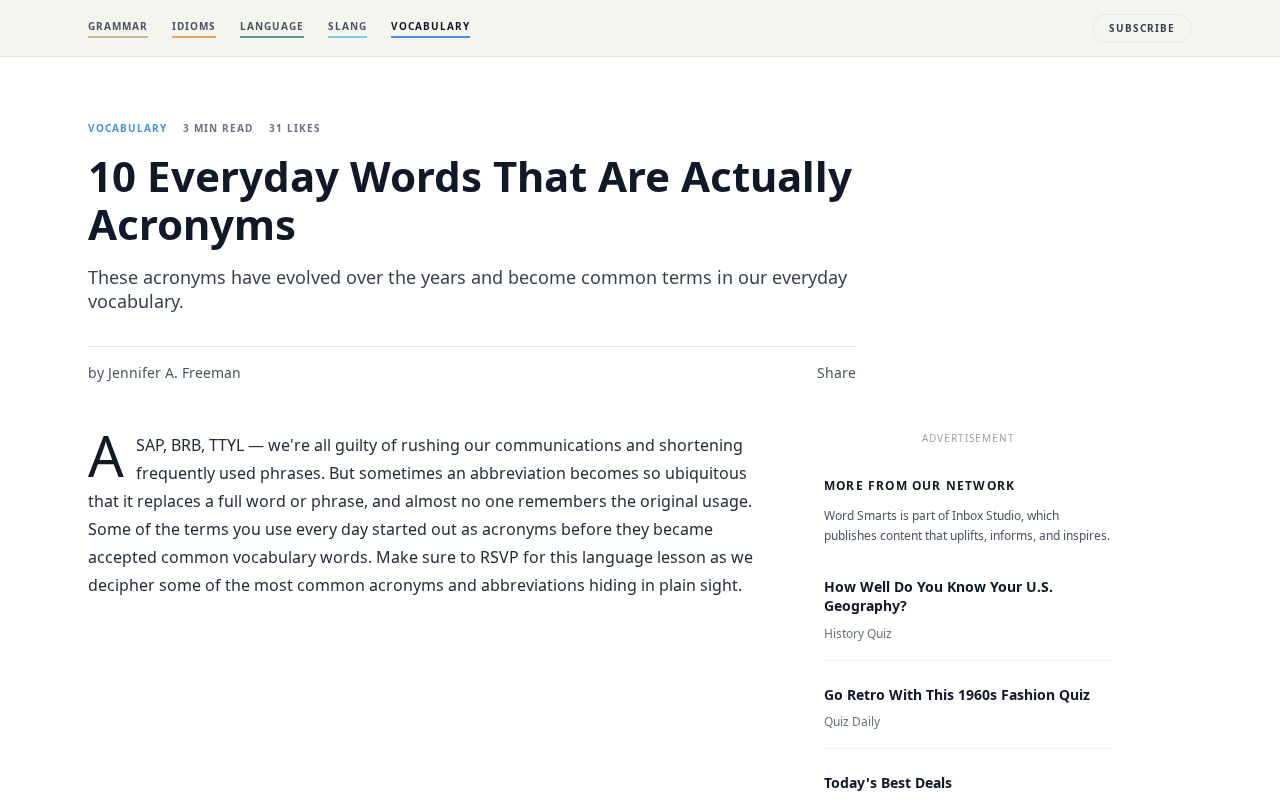 GRAMMAR IDIOMS LANGUAGE SLANG VOCABULARY SUBSCRIBE
VOCABULARY 3 MIN READ 31 LIKES
10 Everyday Words That Are Actually
Acronyms
These acronyms have evolved over the years and become common terms in our everyday
vocabulary.
by Jennifer A. Freeman Share
ASAP, BRB, TTYL — we're all guilty of rushing our communications and shortening
frequently used phrases. But sometimes an abbreviation becomes so ubiquitous
that it replaces a full word or phrase, and almost no one remembers the original usage.
Some of the terms you use every day started out as acronyms before they became
accepted common vocabulary words. Make sure to RSVP for this language lesson as we
decipher some of the most common acronyms and abbreviations hiding in plain sight.
ADVERTISEMENT
MORE FROM OUR NETWORK
Word Smarts is part of Inbox Studio, which
publishes content that uplifts, informs, and inspires.
How Well Do You Know Your U.S.
Geography?
History Quiz
Go Retro With This 1960s Fashion Quiz
Quiz Daily
Today's Best Deals